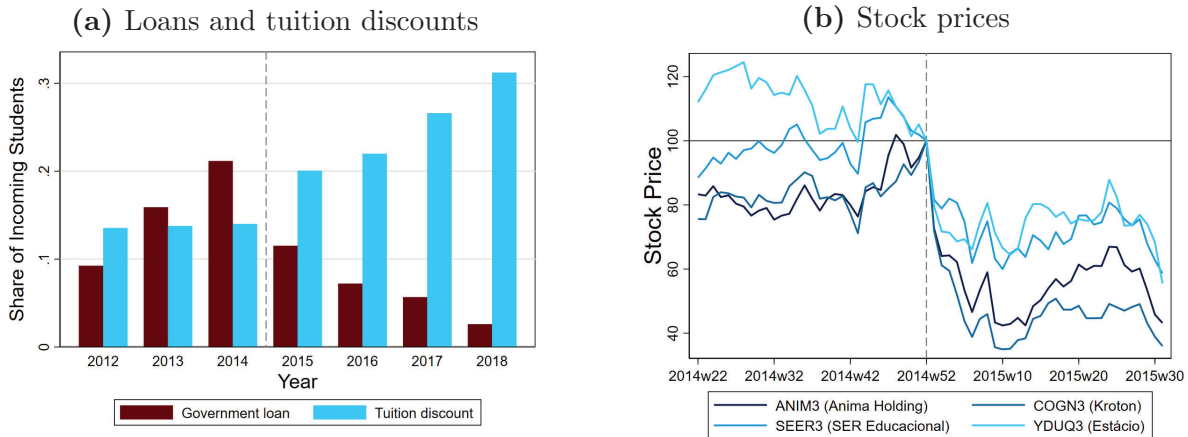 (a) Loans and tuition discounts
Share of Incoming Students
.3
.2
.1
0
2012 2013 2014 2015 2016 2017 2018
Year
Government loan Tuition discount
(b) Stock prices
Stock Price
120
100
80
60
40
2014w22 2014w32 2014w42 2014w52 2015w10 2015w20 2015w30
ANIM3 (Anima Holding) COGN3 (Kroton)
SEER3 (SER Educacional) YDUQ3 (Estácio)